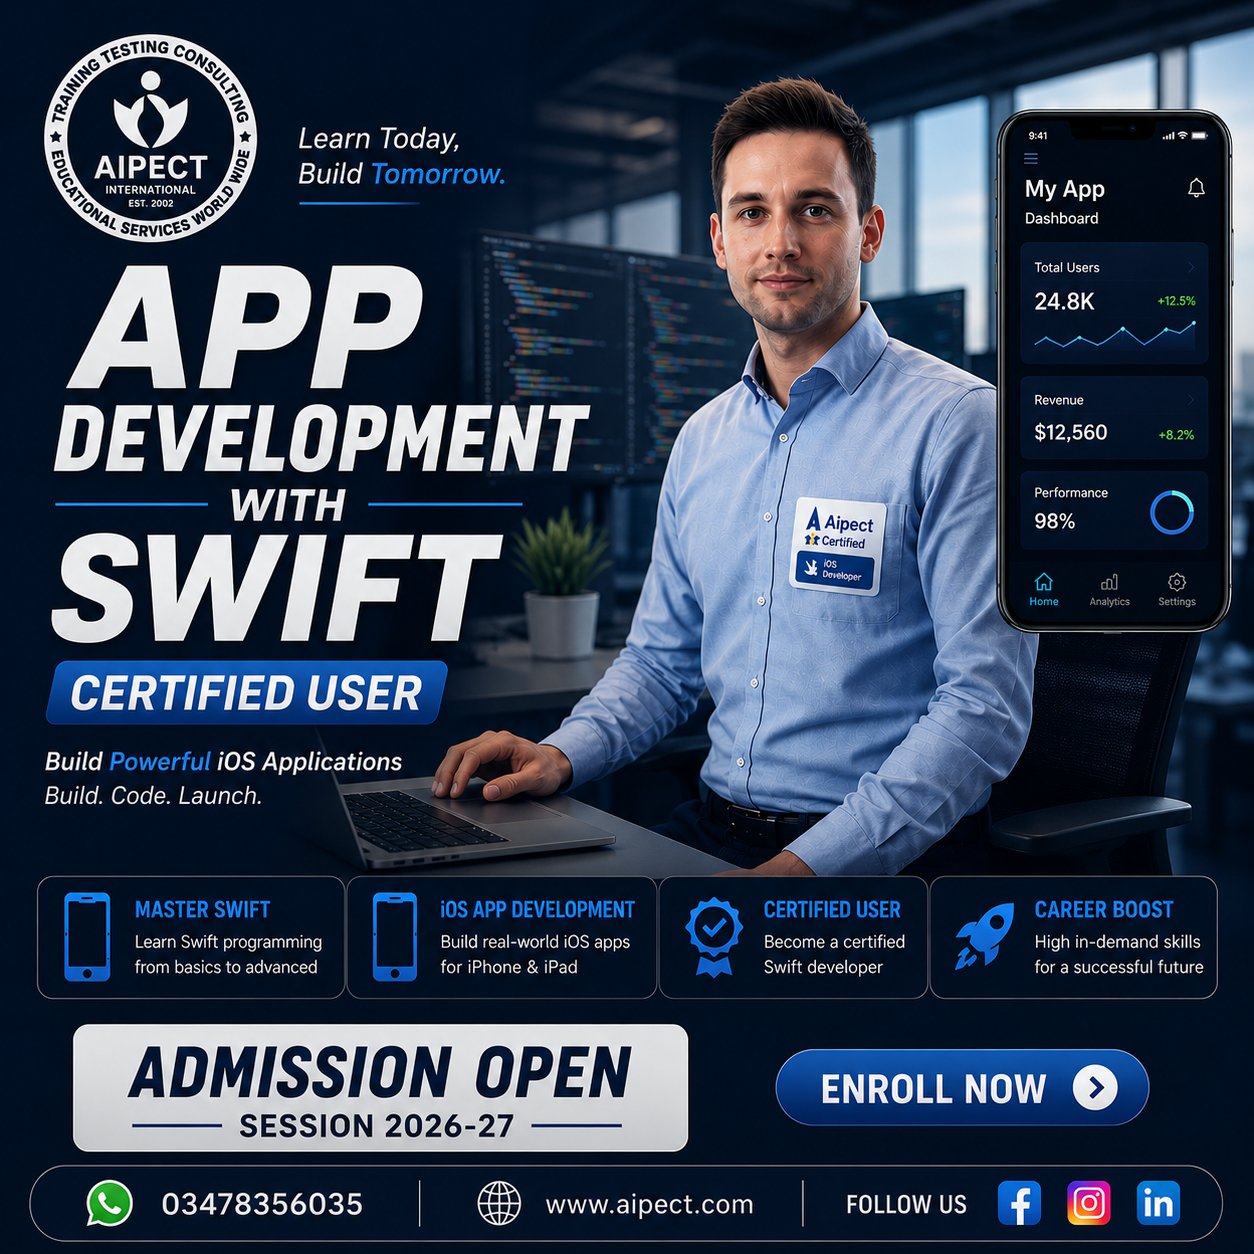 TRAINING TESTING CONSULTING
AIPECT
INTERNATIONAL
EST. 2002
EDUCATIONAL SERVICES WORLD WIDE
Learn Today,
Build Tomorrow.
APP
DEVELOPMENT
WITH
SWIFT
CERTIFIED USER
Build Powerful iOS Applications
Build. Code. Launch.
Aipect
Certified
iOS
Developer
9:41
My App
Dashboard
Total Users
24.8K +12.5%
Revenue
$12,560 +8.2%
Performance
98%
Home Analytics Settings
MASTER SWIFT
Learn Swift programming
from basics to advanced
iOS APP DEVELOPMENT
Build real-world iOS apps
for iPhone & iPad
CERTIFIED USER
Become a certified
Swift developer
CAREER BOOST
High in-demand skills
for a successful future
ADMISSION OPEN
SESSION 2026-27
ENROLL NOW
03478356035
www.aipect.com
FOLLOW US